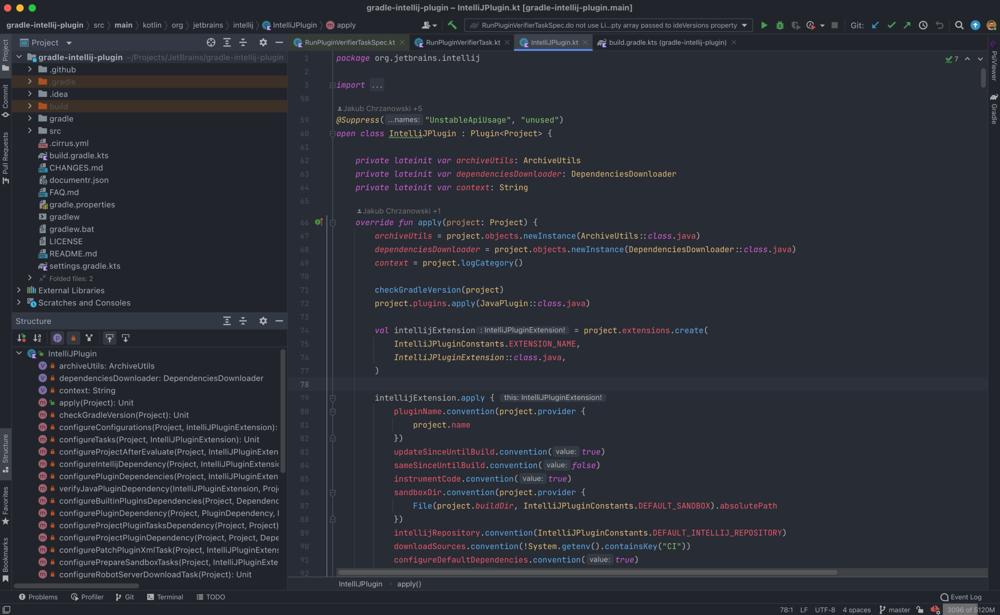 gradle-intellij-plugin – IntelliJPlugin.kt [gradle-intellij-plugin.main]
gradle-intellij-plugin src main kotlin org jetbrains intellij IntelliJPlugin m apply
RunPluginVerifierTaskSpec.do not use Li...pty array passed to ideVersions property
Git:
Project
RunPluginVerifierTaskSpec.kt
RunPluginVerifierTask.kt
IntelliJPlugin.kt
build.gradle.kts (gradle-intellij-plugin)
Project
Commit
Pull Requests
Structure
Favorites
Bookmarks
gradle-intellij-plugin ~/Projects/JetBrains/gradle-intellij-plugin
.github
.gradle
.idea
build
gradle
src
.cirrus.yml
build.gradle.kts
CHANGES.md
documentr.json
FAQ.md
gradle.properties
gradlew
gradlew.bat
LICENSE
README.md
settings.gradle.kts
Folded files: 2
External Libraries
Scratches and Consoles
Structure
IntelliJPlugin
archiveUtils: ArchiveUtils
dependenciesDownloader: DependenciesDownloader
context: String
apply(Project): Unit
checkGradleVersion(Project): Unit
configureConfigurations(Project, IntelliJPluginExtension):
configureTasks(Project, IntelliJPluginExtension): Unit
configureProjectAfterEvaluate(Project, IntelliJPluginExten
configureIntellijDependency(Project, IntelliJPluginExtensio
configurePluginDependencies(Project, IntelliJPluginExten
verifyJavaPluginDependency(IntelliJPluginExtension, Proj
configureBuiltinPluginsDependencies(Project, Dependenc
configurePluginDependency(Project, PluginDependency, I
configureProjectPluginTasksDependency(Project, Project)
configureProjectPluginDependency(Project, Project, Depe
configurePatchPluginXmlTask(Project, IntelliJPluginExtens
configurePrepareSandboxTasks(Project, IntelliJPluginExte
configureRobotServerDownloadTask(Project): Unit
1 package org.jetbrains.intellij
2
3 import ...
58
Jakub Chrzanowski +5
59 @Suppress( ...names: "UnstableApiUsage", "unused")
60 open class IntelliJPlugin : Plugin<Project> {
61
62 private lateinit var archiveUtils: ArchiveUtils
63 private lateinit var dependenciesDownloader: DependenciesDownloader
64 private lateinit var context: String
65
Jakub Chrzanowski +1
66 override fun apply(project: Project) {
67 archiveUtils = project.objects.newInstance(ArchiveUtils::class.java)
68 dependenciesDownloader = project.objects.newInstance(DependenciesDownloader::class.java)
69 context = project.logCategory()
70
71 checkGradleVersion(project)
72 project.plugins.apply(JavaPlugin::class.java)
73
74 val intellijExtension : IntelliJPluginExtension! = project.extensions.create(
75 IntelliJPluginConstants.EXTENSION_NAME,
76 IntelliJPluginExtension::class.java,
77 )
78
79 intellijExtension.apply { this: IntelliJPluginExtension!
80 pluginName.convention(project.provider {
81 project.name
82 })
83 updateSinceUntilBuild.convention( value: true)
84 sameSinceUntilBuild.convention( value: false)
85 instrumentCode.convention( value: true)
86 sandboxDir.convention(project.provider {
87 File(project.buildDir, IntelliJPluginConstants.DEFAULT_SANDBOX).absolutePath
88 })
89 intellijRepository.convention(IntelliJPluginConstants.DEFAULT_INTELLIJ_REPOSITORY)
90 downloadSources.convention(!System.getenv().containsKey("CI"))
91 configureDefaultDependencies.convention( value: true)
92
7
PsiViewer
Gradle
IntelliJPlugin apply()
Problems Profiler Git Terminal TODO
Event Log
78:1 LF UTF-8 4 spaces master 3096 of 5120M